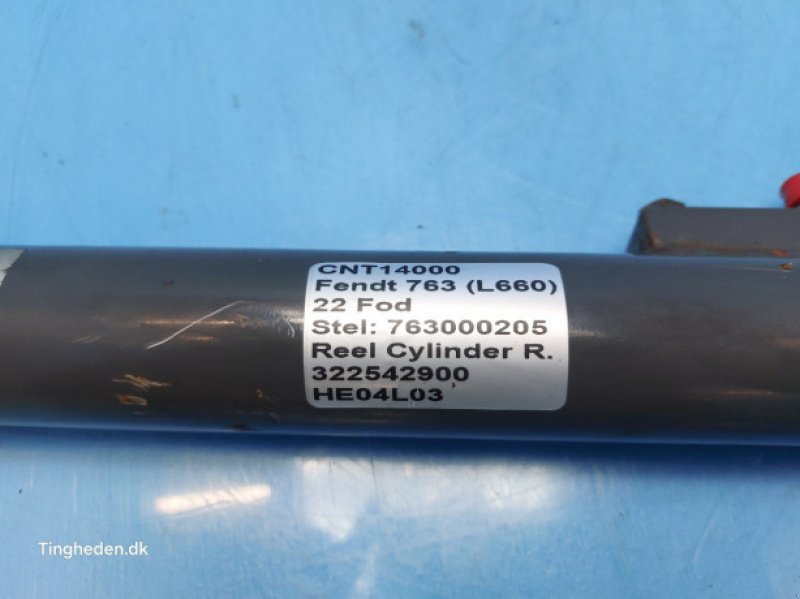 CNT14000
Fendt 763 (L660)
22 Fod
Stel: 763000205
Reel Cylinder R.
322542900
HE04L03
Tingheden.dk